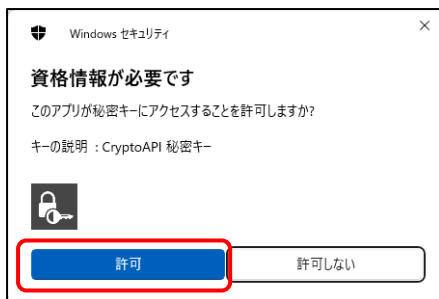 Windows セキュリティ
資格情報が必要です
このアプリが秘密キーにアクセスすることを許可しますか?
キーの説明 : CryptoAPI 秘密キー
許可
許可しない